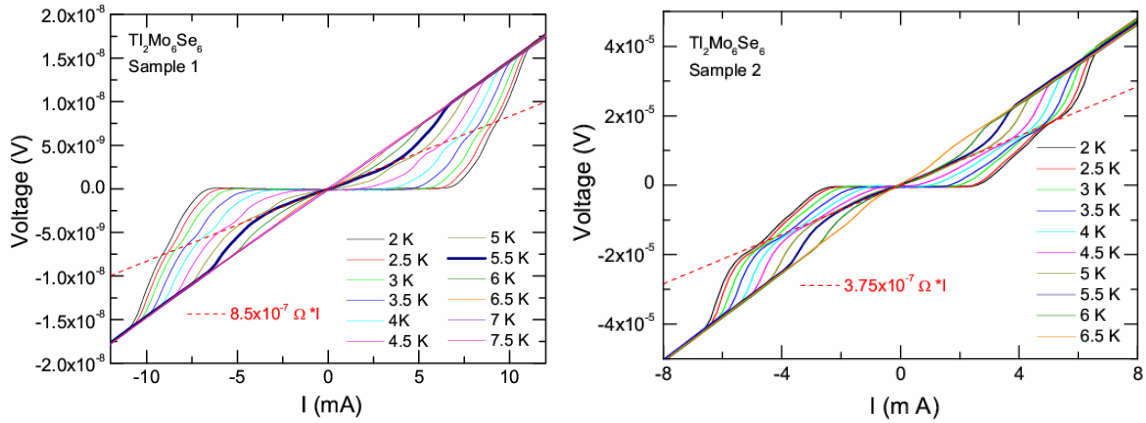 Tl₂Mo₆Se₆
Sample 1
Voltage (V)
2.0x10⁻⁸
1.5x10⁻⁸
1.0x10⁻⁸
5.0x10⁻⁹
0.0
-5.0x10⁻⁹
-1.0x10⁻⁸
-1.5x10⁻⁸
-2.0x10⁻⁸
-10
-5
0
5
10
I (mA)
2 K
2.5 K
3 K
3.5 K
4K
4.5 K
5 K
5.5 K
6 K
6.5 K
7 K
7.5 K
8.5x10⁻⁷ Ω *I
Tl₂Mo₆Se₆
Sample 2
Voltage (V)
4x10⁻⁵
2x10⁻⁵
0
-2x10⁻⁵
-4x10⁻⁵
-8
-4
0
4
8
I (m A)
2 K
2.5 K
3 K
3.5 K
4 K
4.5 K
5 K
5.5 K
6 K
6.5 K
3.75x10⁻⁷ Ω *I